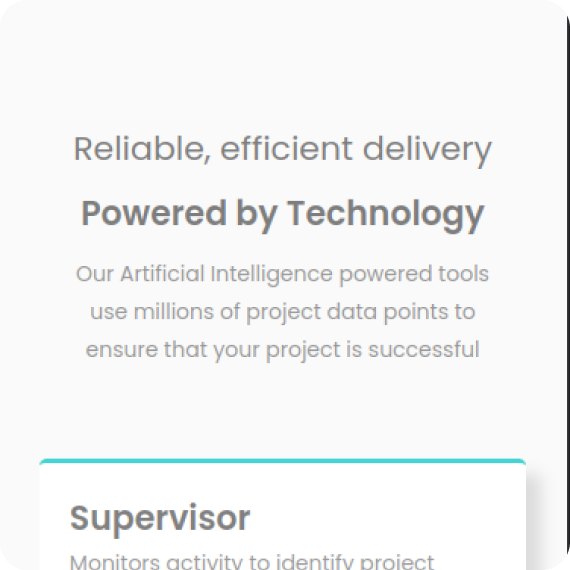 Reliable, efficient delivery
Powered by Technology
Our Artificial Intelligence powered tools
use millions of project data points to
ensure that your project is successful
Supervisor
Monitors activity to identify project